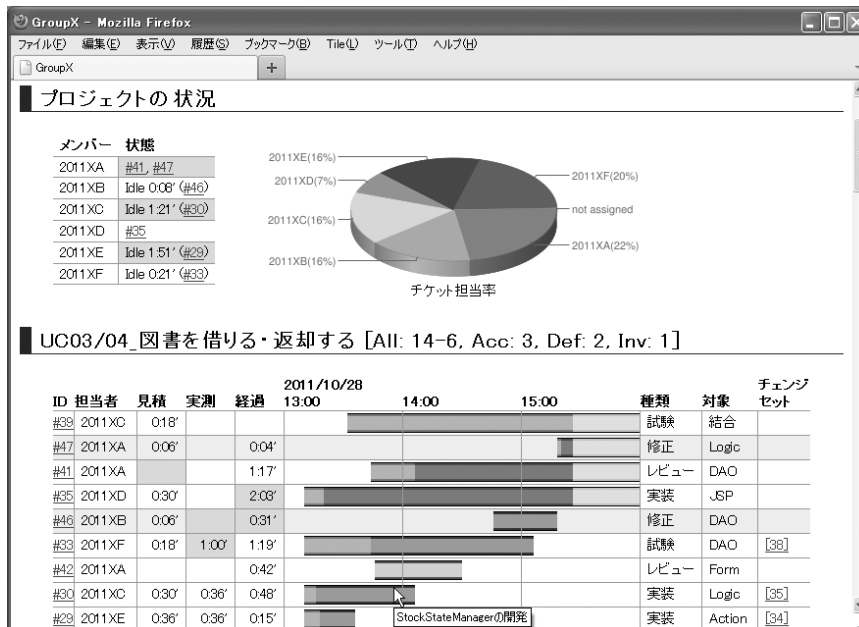 GroupX - Mozilla Firefox
ファイル(F) 編集(E) 表示(V) 履歴(S) ブックマーク(B) Tile(L) ツール(T) ヘルプ(H)
GroupX +
プロジェクトの状況
メンバー 状態
2011XA #41, #47
2011XB Idle 0:08' (#46)
2011XC Idle 1:21' (#30)
2011XD #35
2011XE Idle 1:51' (#29)
2011XF Idle 0:21' (#33)
2011XE(16%)
2011XD(7%)
2011XC(16%)
2011XB(16%)
2011XF(20%)
not assigned
2011XA(22%)
チケット担当率
UC03/04_図書を借りる・返却する [All: 14-6, Acc: 3, Def: 2, Inv: 1]
2011/10/28 チェンジ
ID 担当者 見積 実測 経過 13:00 14:00 15:00 種類 対象 セット
#39 2011XC 0:18' 試験 結合
#47 2011XA 0:06' 0:04' 修正 Logic
#41 2011XA 1:17' レビュー DAO
#35 2011XD 0:30' 2:03' 実装 JSP
#46 2011XB 0:06' 0:31' 修正 DAO
#33 2011XF 0:18' 1:00' 1:19' 試験 DAO [38]
#42 2011XA 0:42' レビュー Form
#30 2011XC 0:30' 0:36' 0:48' 実装 Logic [35]
#29 2011XE 0:36' 0:36' 0:15' StockStateManagerの開発 実装 Action [34]